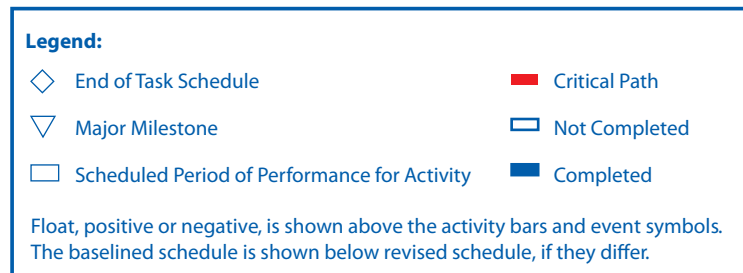 Legend:
End of Task Schedule
Critical Path
Major Milestone
Not Completed
Scheduled Period of Performance for Activity
Completed
Float, positive or negative, is shown above the activity bars and event symbols.
The baselined schedule is shown below revised schedule, if they differ.